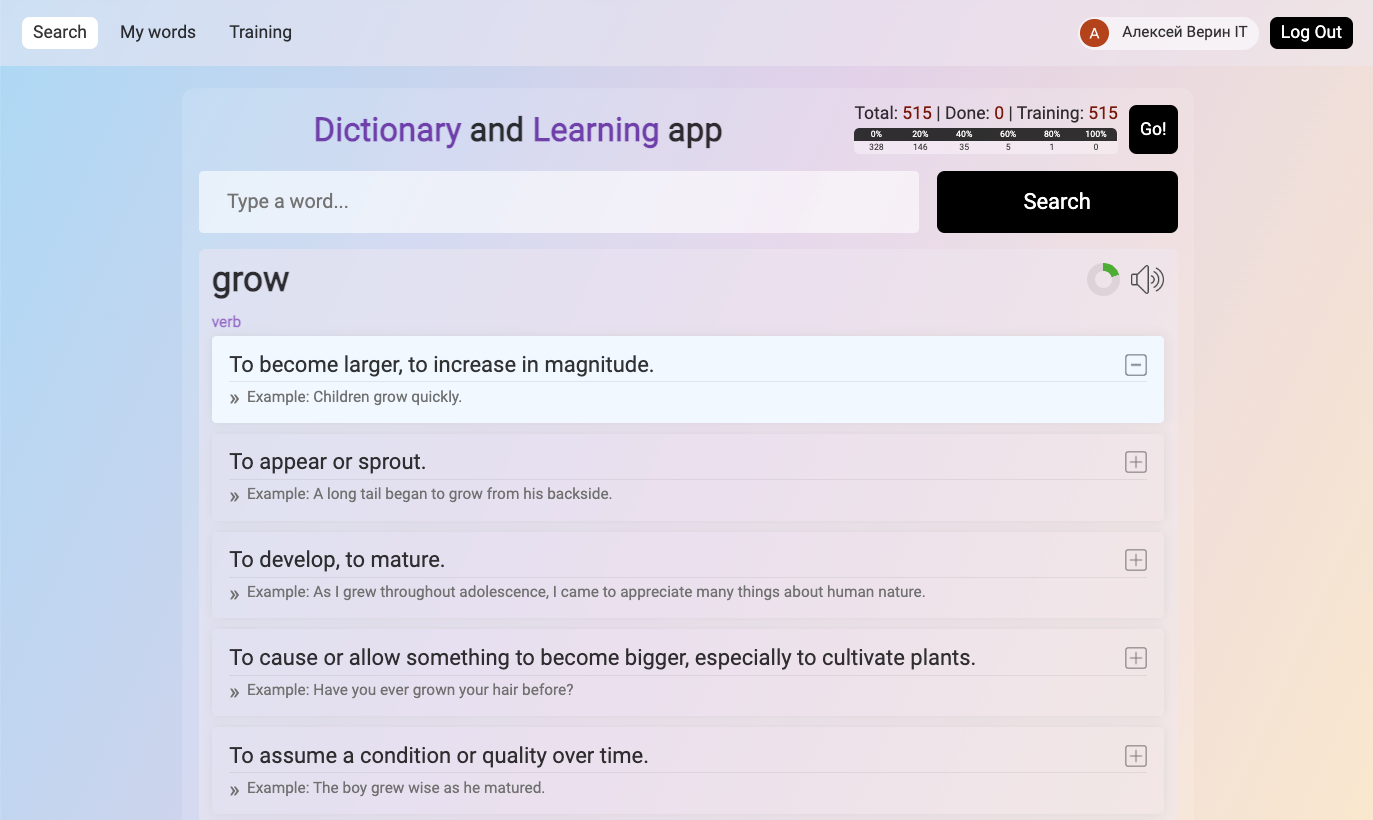 Search My words Training A Алексей Верин IT Log Out
Dictionary and Learning app
Total: 515 | Done: 0 | Training: 515
0% 20% 40% 60% 80% 100%
328 146 35 5 1 0
Go!
Type a word...
Search
grow
verb
To become larger, to increase in magnitude.
» Example: Children grow quickly.
To appear or sprout.
» Example: A long tail began to grow from his backside.
To develop, to mature.
» Example: As I grew throughout adolescence, I came to appreciate many things about human nature.
To cause or allow something to become bigger, especially to cultivate plants.
» Example: Have you ever grown your hair before?
To assume a condition or quality over time.
» Example: The boy grew wise as he matured.